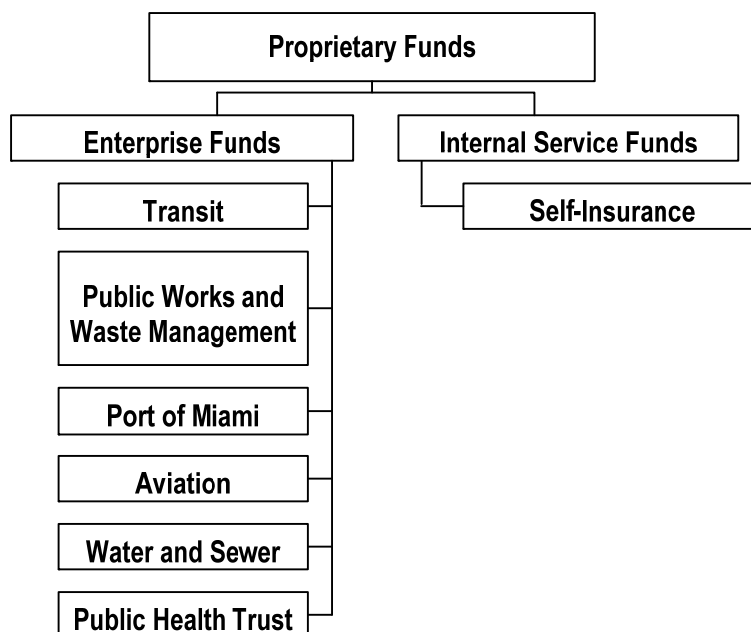 Proprietary Funds
Enterprise Funds
Internal Service Funds
Transit
Self-Insurance
Public Works and
Waste Management
Port of Miami
Aviation
Water and Sewer
Public Health Trust